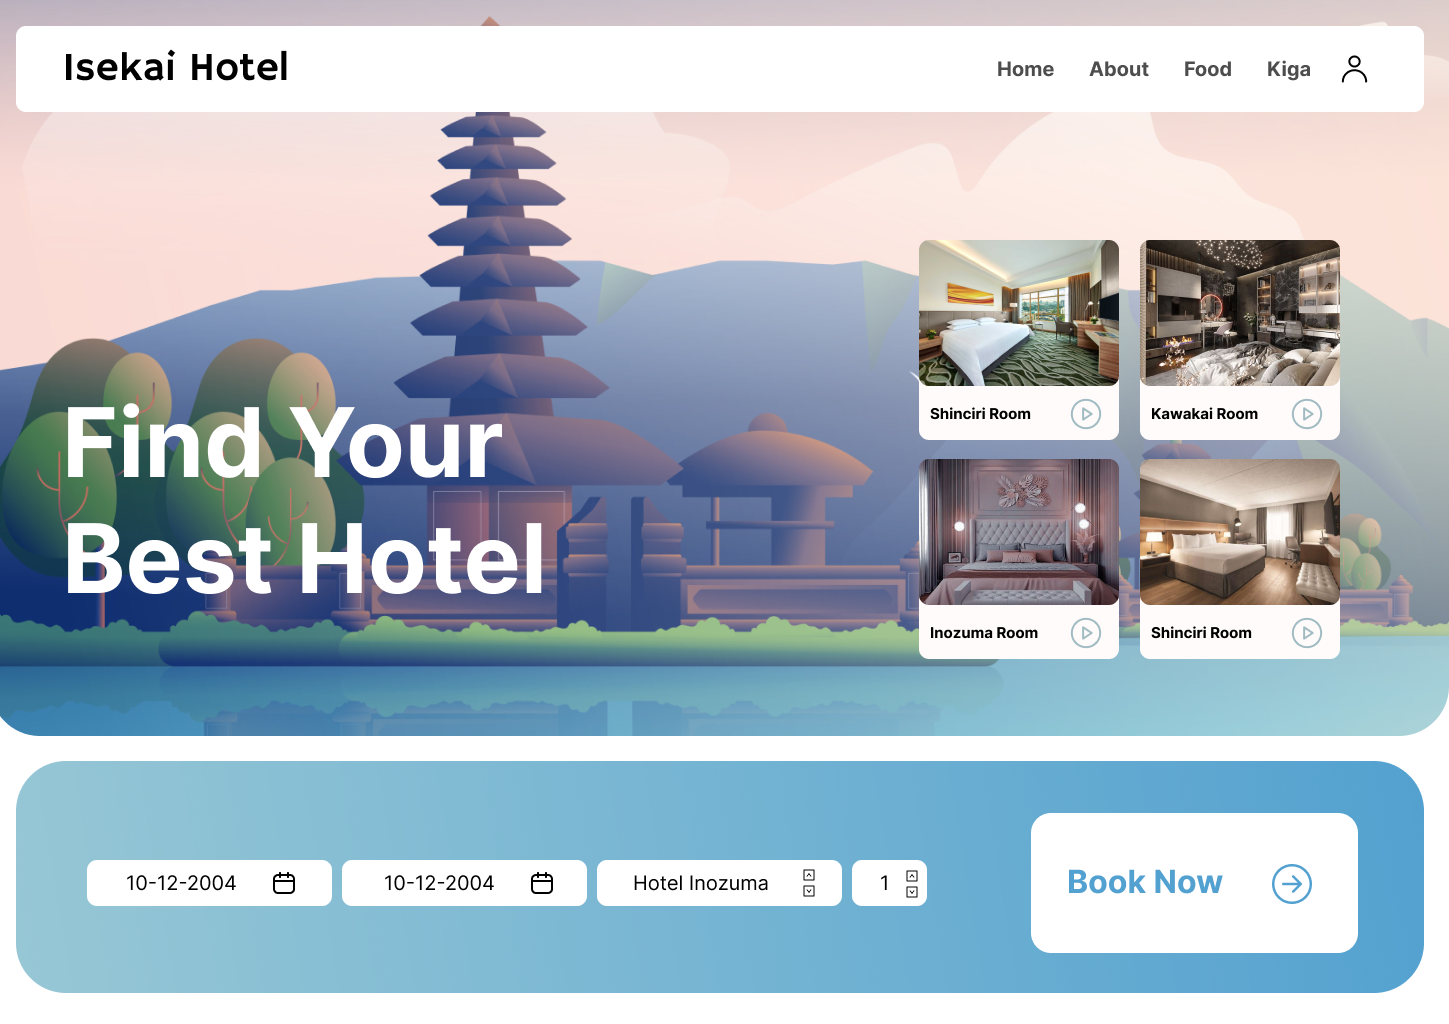 Isekai Hotel
Home About Food Kiga
Find Your
Best Hotel
Shinciri Room
Kawakai Room
Inozuma Room
Shinciri Room
10-12-2004
10-12-2004
Hotel Inozuma
1
Book Now